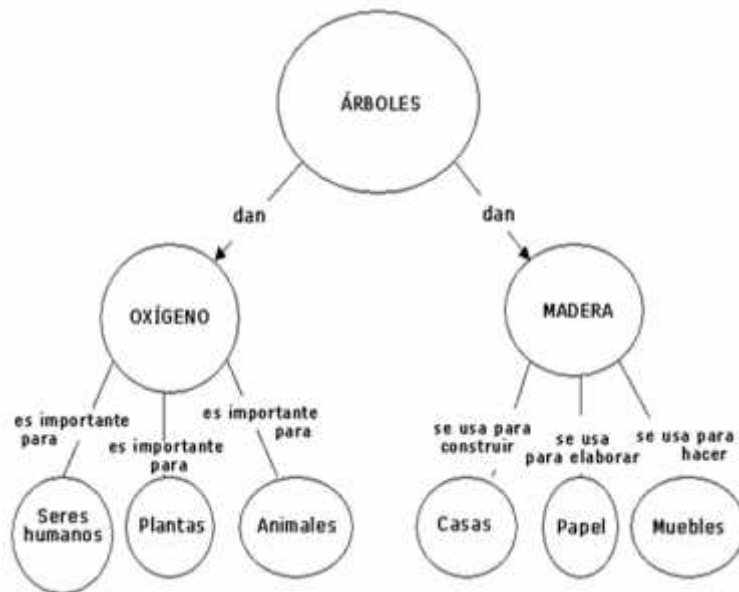 ÁRBOLES
dan
dan
OXÍGENO
MADERA
es importante
para
es importante
para
es importante
para
se usa para
construir
se usa
para elaborar
se usa para
hacer
Seres
humanos
Plantas
Animales
Casas
Papel
Muebles